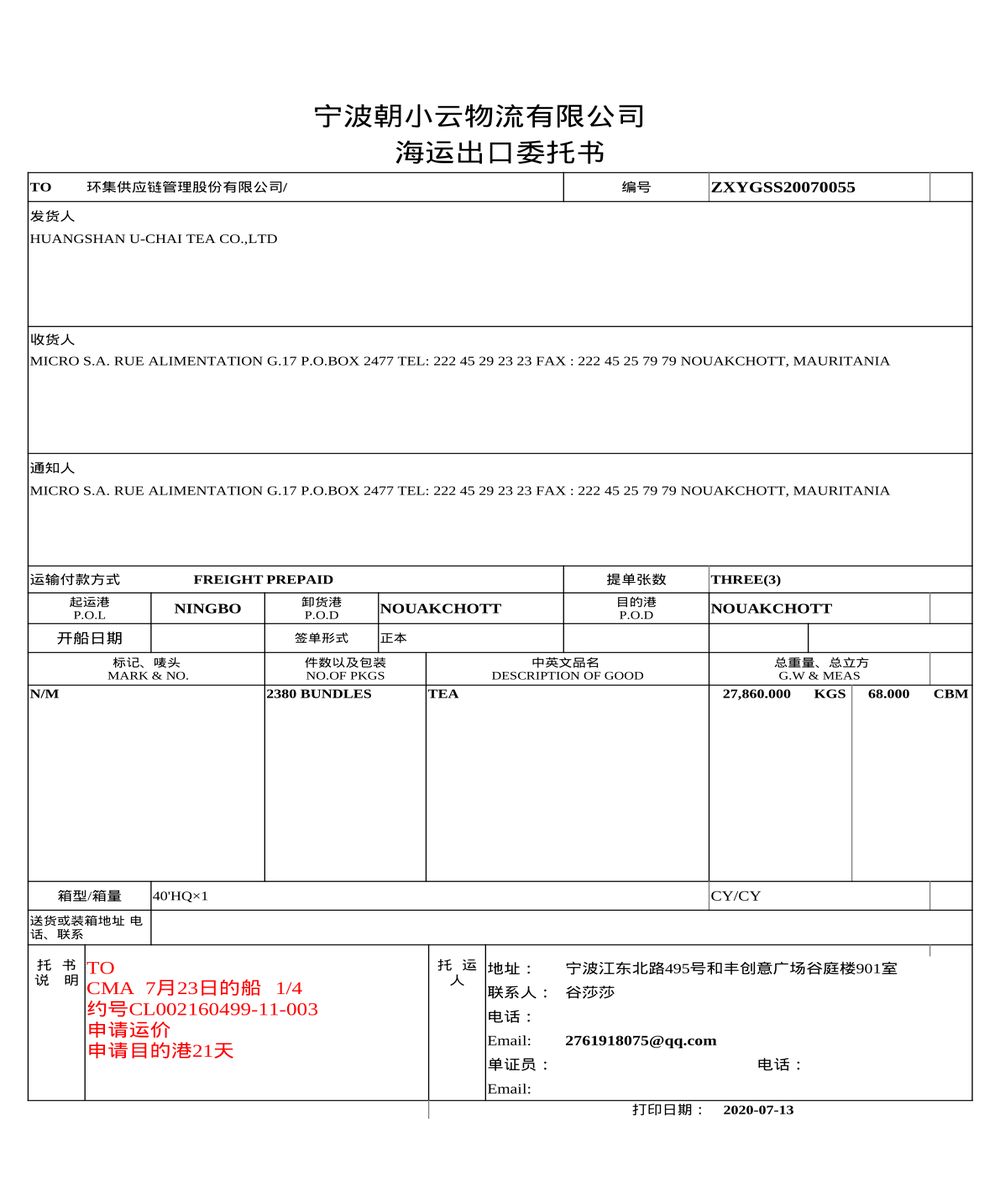 宁波朝小云物流有限公司
海运出口委托书
TO 环集供应链管理股份有限公司/ 编号 ZXYGSS20070055
发货人
HUANGSHAN U-CHAI TEA CO.,LTD
收货人
MICRO S.A. RUE ALIMENTATION G.17 P.O.BOX 2477 TEL: 222 45 29 23 23 FAX : 222 45 25 79 79 NOUAKCHOTT, MAURITANIA
通知人
MICRO S.A. RUE ALIMENTATION G.17 P.O.BOX 2477 TEL: 222 45 29 23 23 FAX : 222 45 25 79 79 NOUAKCHOTT, MAURITANIA
运输付款方式 FREIGHT PREPAID 提单张数 THREE(3)
起运港 卸货港 目的港
P.O.L NINGBO P.O.D NOUAKCHOTT P.O.D NOUAKCHOTT
开船日期 签单形式 正本
标记、唛头 件数以及包装 中英文品名 总重量、总立方
MARK & NO. NO.OF PKGS DESCRIPTION OF GOOD G.W & MEAS
N/M 2380 BUNDLES TEA 27,860.000 KGS 68.000 CBM
箱型/箱量 40'HQ×1 CY/CY
送货或装箱地址 电
话、联系
托 书
说 明
TO
CMA 7月23日的船 1/4
约号CL002160499-11-003
申请运价
申请目的港21天
托 运
人
地址： 宁波江东北路495号和丰创意广场谷庭楼901室
联系人： 谷莎莎
电话：
Email: 2761918075@qq.com
单证员： 电话：
Email:
打印日期： 2020-07-13